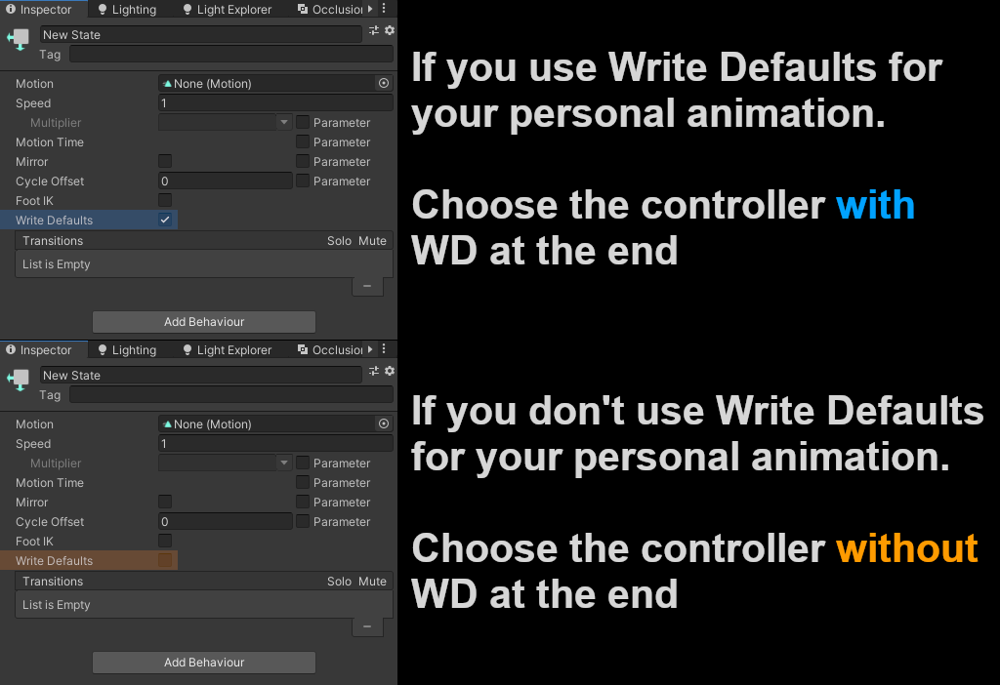 Inspector Lighting Light Explorer Occlusion
New State
Tag
Motion None (Motion)
Speed 1
Multiplier Parameter
Motion Time Parameter
Mirror Parameter
Cycle Offset 0 Parameter
Foot IK
Write Defaults
Transitions Solo Mute
List is Empty
Add Behaviour
If you use Write Defaults for
your personal animation.
Choose the controller with
WD at the end
Inspector Lighting Light Explorer Occlusion
New State
Tag
Motion None (Motion)
Speed 1
Multiplier Parameter
Motion Time Parameter
Mirror Parameter
Cycle Offset 0 Parameter
Foot IK
Write Defaults
Transitions Solo Mute
List is Empty
Add Behaviour
If you don't use Write Defaults
for your personal animation.
Choose the controller without
WD at the end